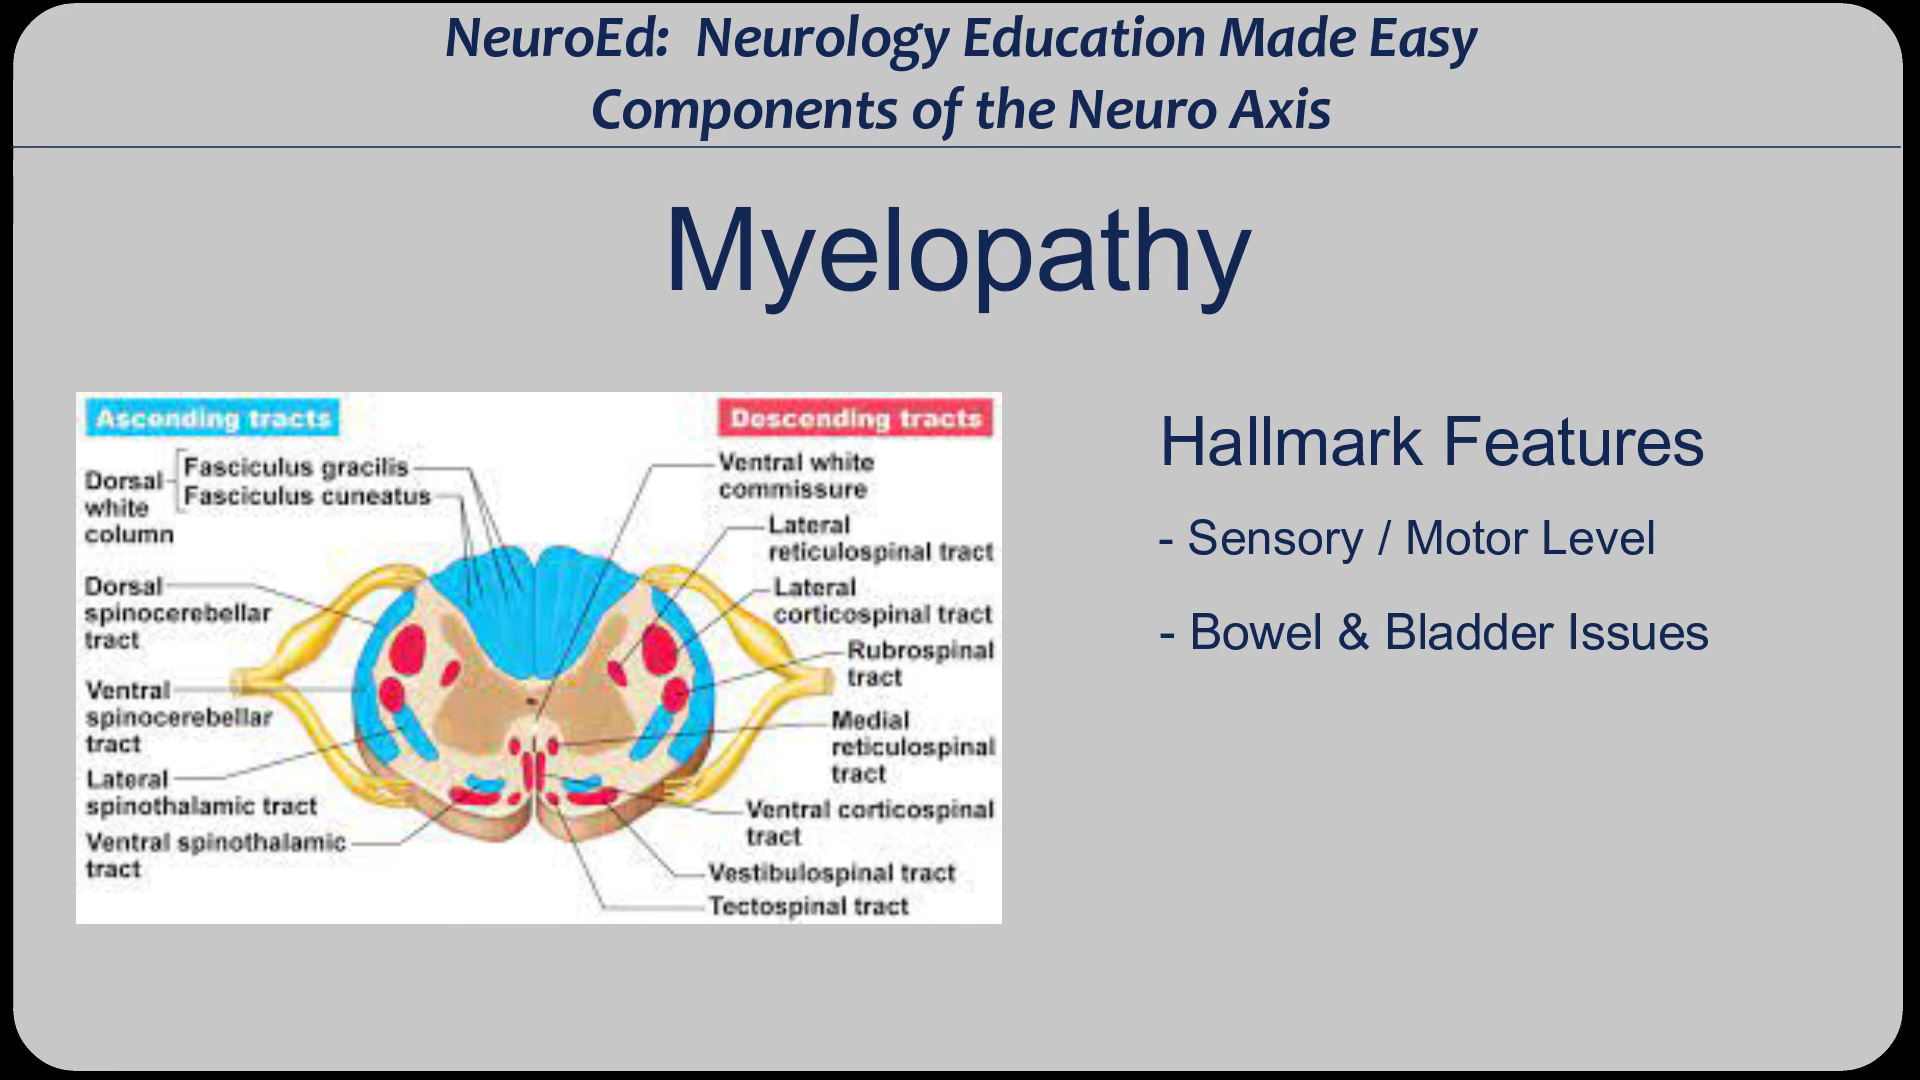 NeuroEd: Neurology Education Made Easy
Components of the Neuro Axis
Myelopathy
Ascending tracts
Dorsal
white
column
Fasciculus gracilis
Fasciculus cuneatus
Dorsal
spinocerebellar
tract
Ventral
spinocerebellar
tract
Lateral
spinothalamic tract
Ventral spinothalamic
tract
Descending tracts
Ventral white
commissure
Lateral
reticulospinal tract
Lateral
corticospinal tract
Rubrospinal
tract
Medial
reticulospinal
tract
Ventral corticospinal
tract
Vestibulospinal tract
Tectospinal tract
Hallmark Features
- Sensory / Motor Level
- Bowel & Bladder Issues